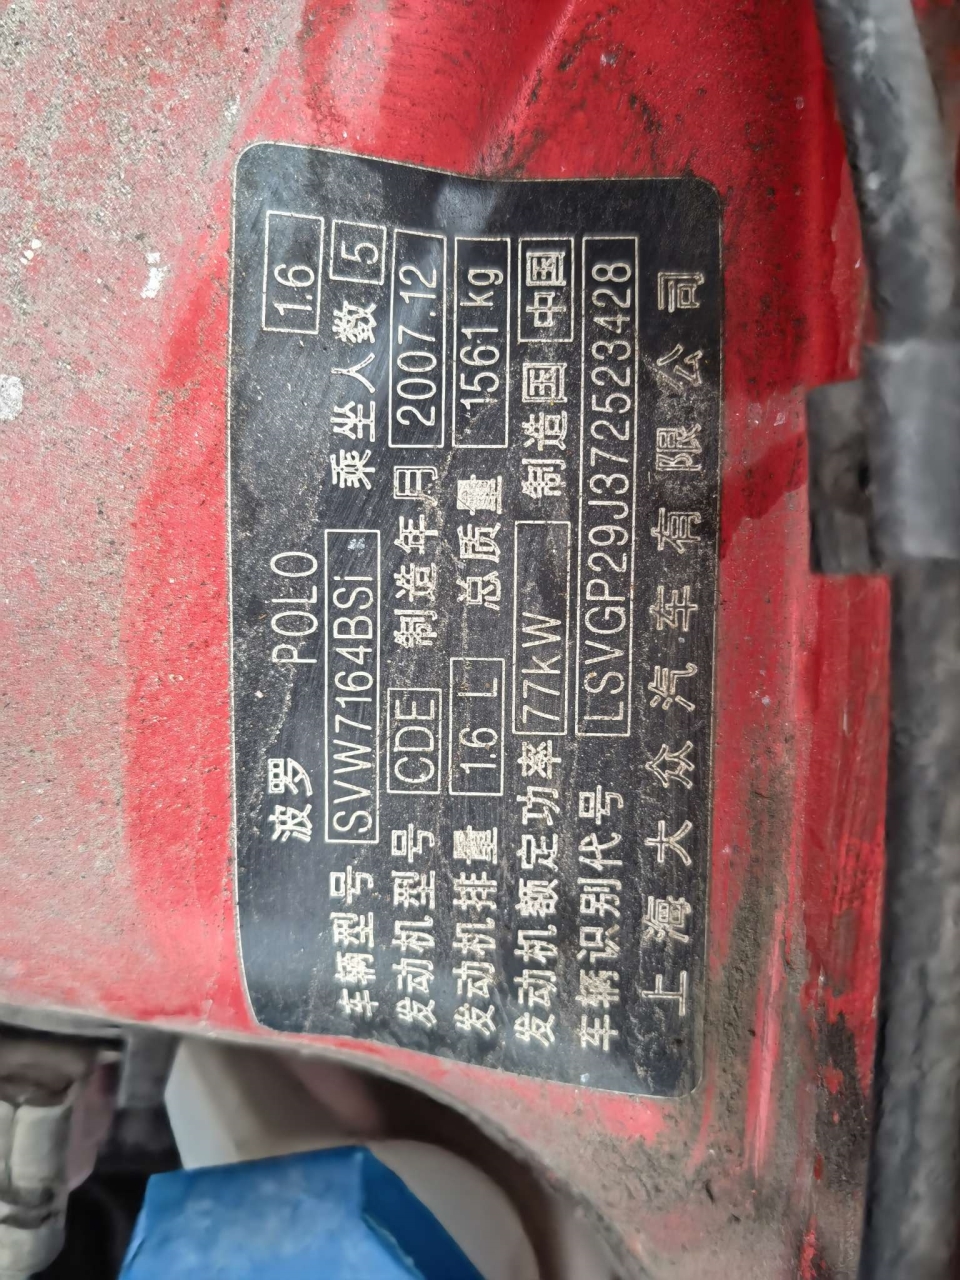 波罗 POLO 1.6
车辆型号 SVW7164BSi 乘坐人数 5
发动机型号 CDE 制造年月 2007.12
发动机排量 1.6 L 总质量 1561 kg
发动机额定功率 77kW 制造国 中国
车辆识别代号 LSVGP29J372523428
上海大众汽车有限公司